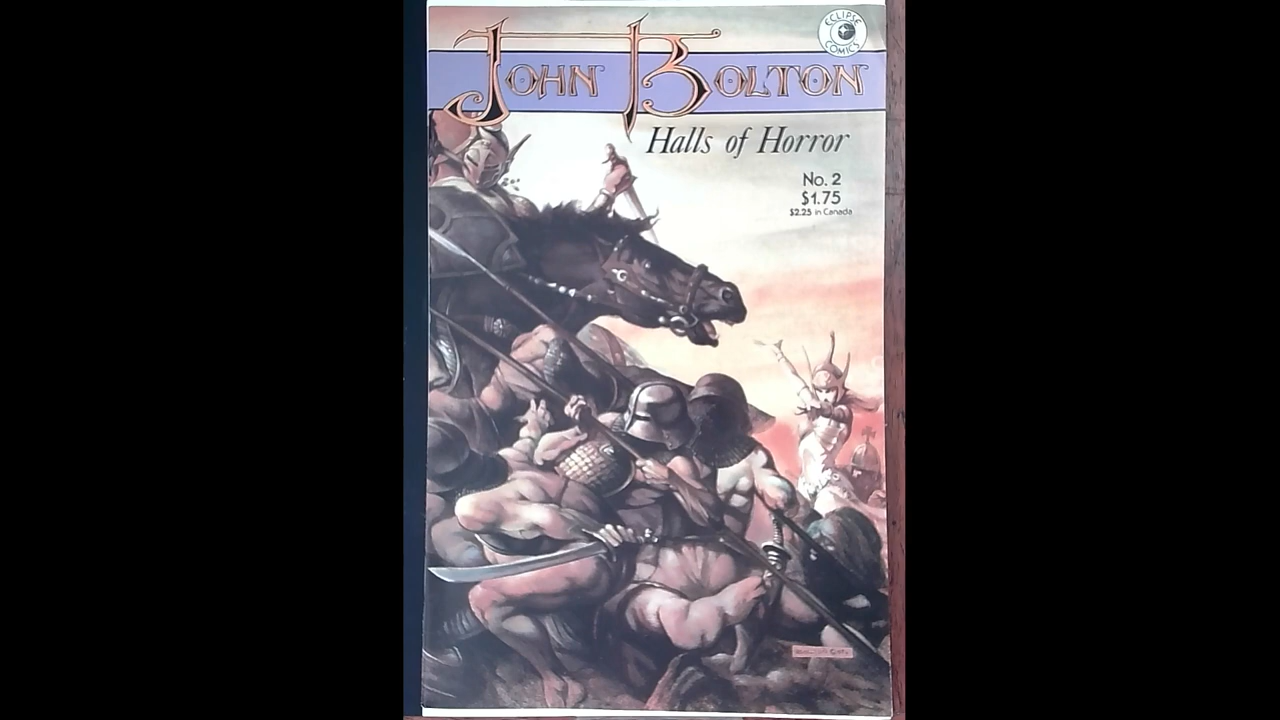 ECLIPSE
COMICS
JOHN BOLTON
Halls of Horror
No. 2
$1.75
$2.25 in Canada